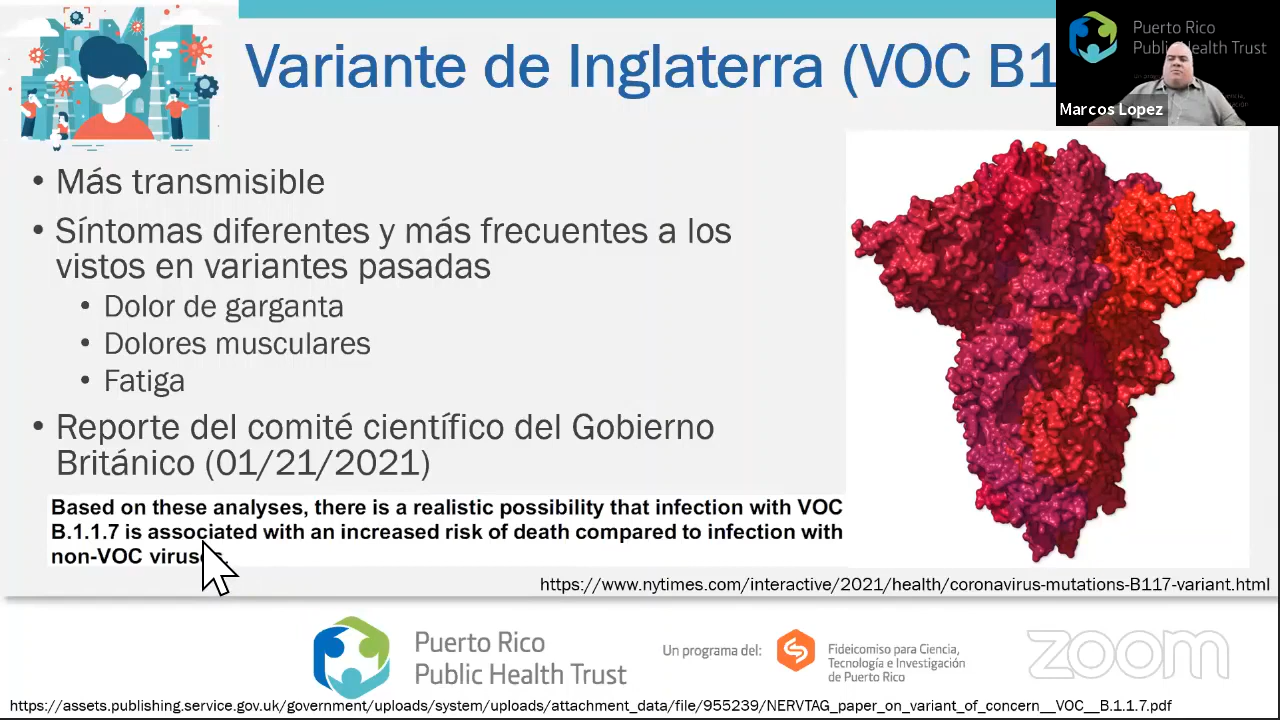 Variante de Inglaterra (VOC B1
Puerto Rico
Public Health Trust
Marcos Lopez
• Más transmisible
• Síntomas diferentes y más frecuentes a los
vistos en variantes pasadas
• Dolor de garganta
• Dolores musculares
• Fatiga
• Reporte del comité científico del Gobierno
Británico (01/21/2021)
Based on these analyses, there is a realistic possibility that infection with VOC
B.1.1.7 is associated with an increased risk of death compared to infection with
non-VOC viruses.
https://www.nytimes.com/interactive/2021/health/coronavirus-mutations-B117-variant.html
Puerto Rico
Public Health Trust
Un programa del:
Fideicomiso para Ciencia,
Tecnología e Investigación
de Puerto Rico
zoom
https://assets.publishing.service.gov.uk/government/uploads/system/uploads/attachment_data/file/955239/NERVTAG_paper_on_variant_of_concern__VOC__B.1.1.7.pdf